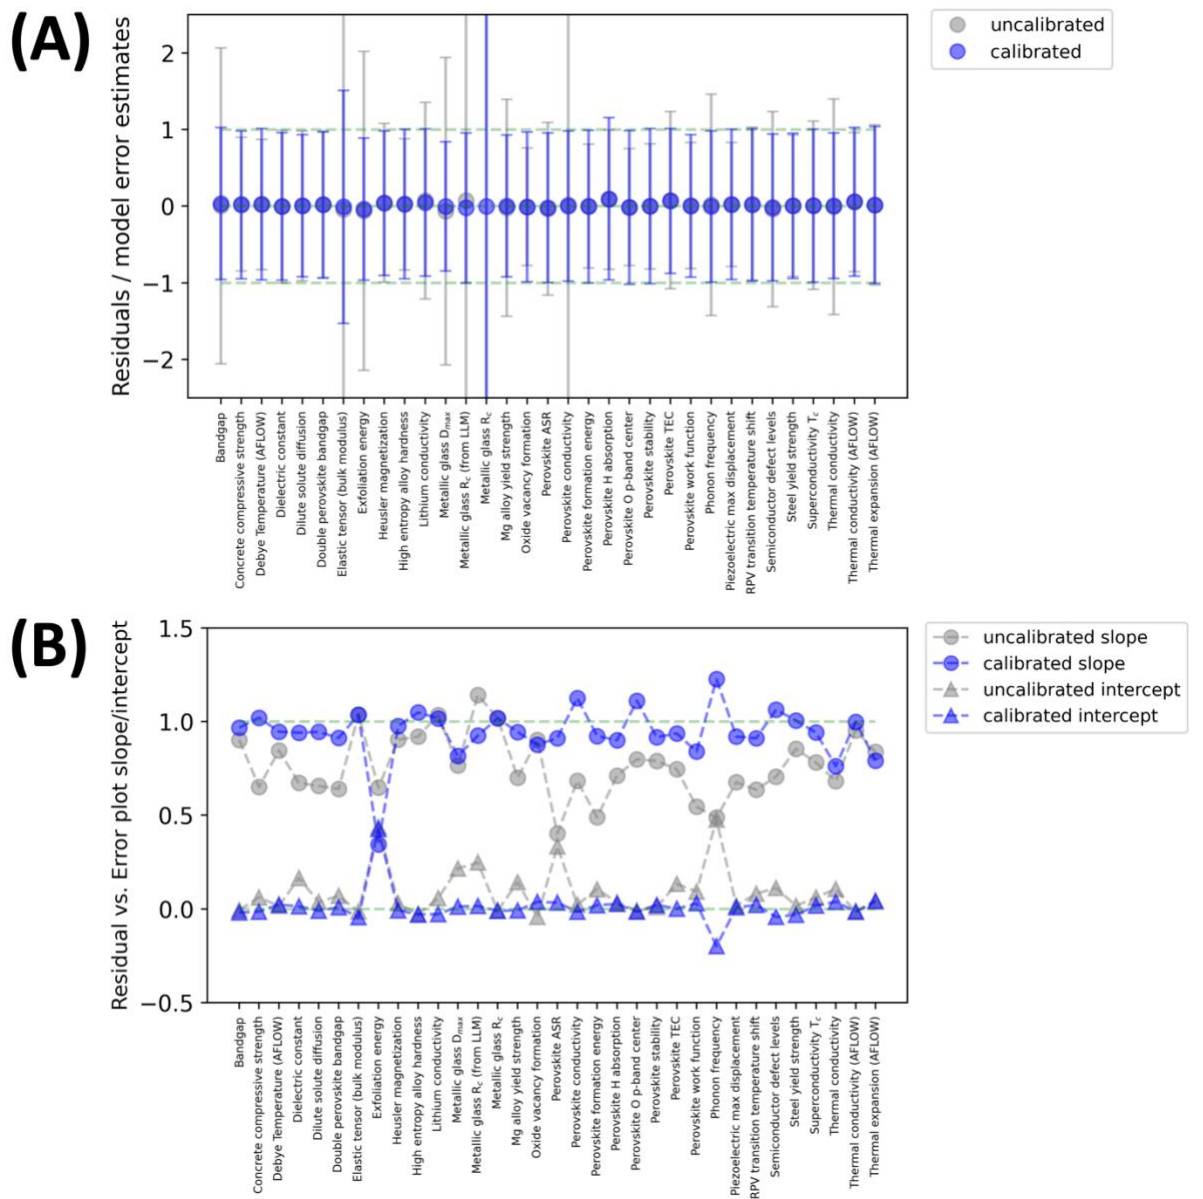 (A)
Residuals / model error estimates
2
1
0
−1
−2
uncalibrated
calibrated
Bandgap
Concrete compressive strength
Debye Temperature (AFLOW)
Dielectric constant
Dilute solute diffusion
Double perovskite bandgap
Elastic tensor (bulk modulus)
Exfoliation energy
Heusler magnetization
High entropy alloy hardness
Lithium conductivity
Metallic glass Dmax
Metallic glass Rc (from LLM)
Metallic glass Rc
Mg alloy yield strength
Oxide vacancy formation
Perovskite ASR
Perovskite conductivity
Perovskite formation energy
Perovskite H absorption
Perovskite O p-band center
Perovskite stability
Perovskite TEC
Perovskite work function
Phonon frequency
Piezoelectric max displacement
RPV transition temperature shift
Semiconductor defect levels
Steel yield strength
Superconductivity Tc
Thermal conductivity
Thermal conductivity (AFLOW)
Thermal expansion (AFLOW)
(B)
Residual vs. Error plot slope/intercept
1.5
1.0
0.5
0.0
−0.5
uncalibrated slope
calibrated slope
uncalibrated intercept
calibrated intercept
Bandgap
Concrete compressive strength
Debye Temperature (AFLOW)
Dielectric constant
Dilute solute diffusion
Double perovskite bandgap
Elastic tensor (bulk modulus)
Exfoliation energy
Heusler magnetization
High entropy alloy hardness
Lithium conductivity
Metallic glass Dmax
Metallic glass Rc (from LLM)
Metallic glass Rc
Mg alloy yield strength
Oxide vacancy formation
Perovskite ASR
Perovskite conductivity
Perovskite formation energy
Perovskite H absorption
Perovskite O p-band center
Perovskite stability
Perovskite TEC
Perovskite work function
Phonon frequency
Piezoelectric max displacement
RPV transition temperature shift
Semiconductor defect levels
Steel yield strength
Superconductivity Tc
Thermal conductivity
Thermal conductivity (AFLOW)
Thermal expansion (AFLOW)